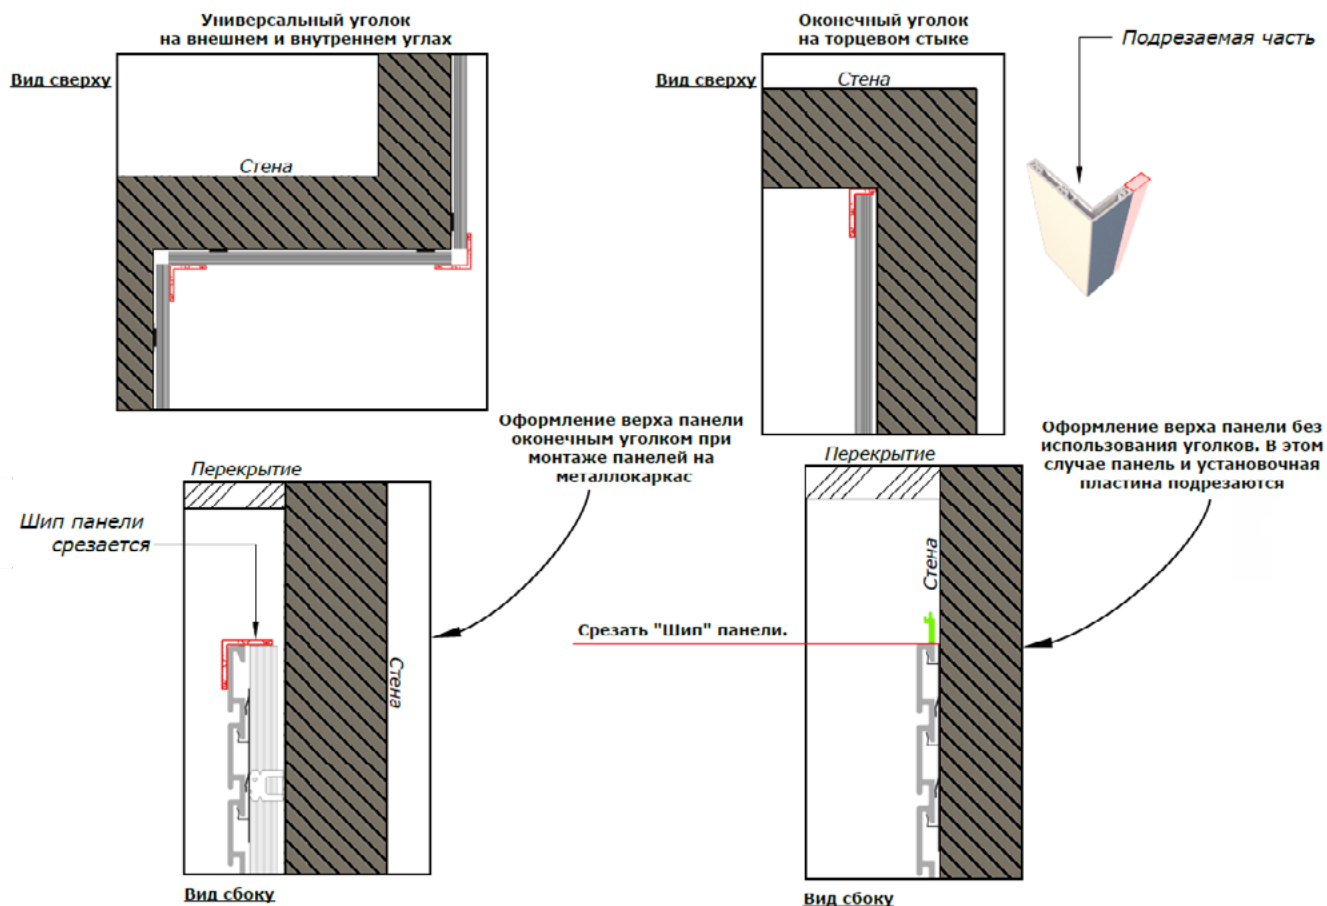 Универсальный уголок
на внешнем и внутреннем углах
Вид сверху
Стена
Оконечный уголок
на торцевом стыке
Вид сверху
Стена
Подрезаемая часть
Оформление верха панели
оконечным уголком при
монтаже панелей на
металлокаркас
Перекрытие
Шип панели
срезается
Стена
Вид сбоку
Оформление верха панели без
использования уголков. В этом
случае панель и установочная
пластина подрезаются
Перекрытие
Стена
Срезать "Шип" панели.
Вид сбоку